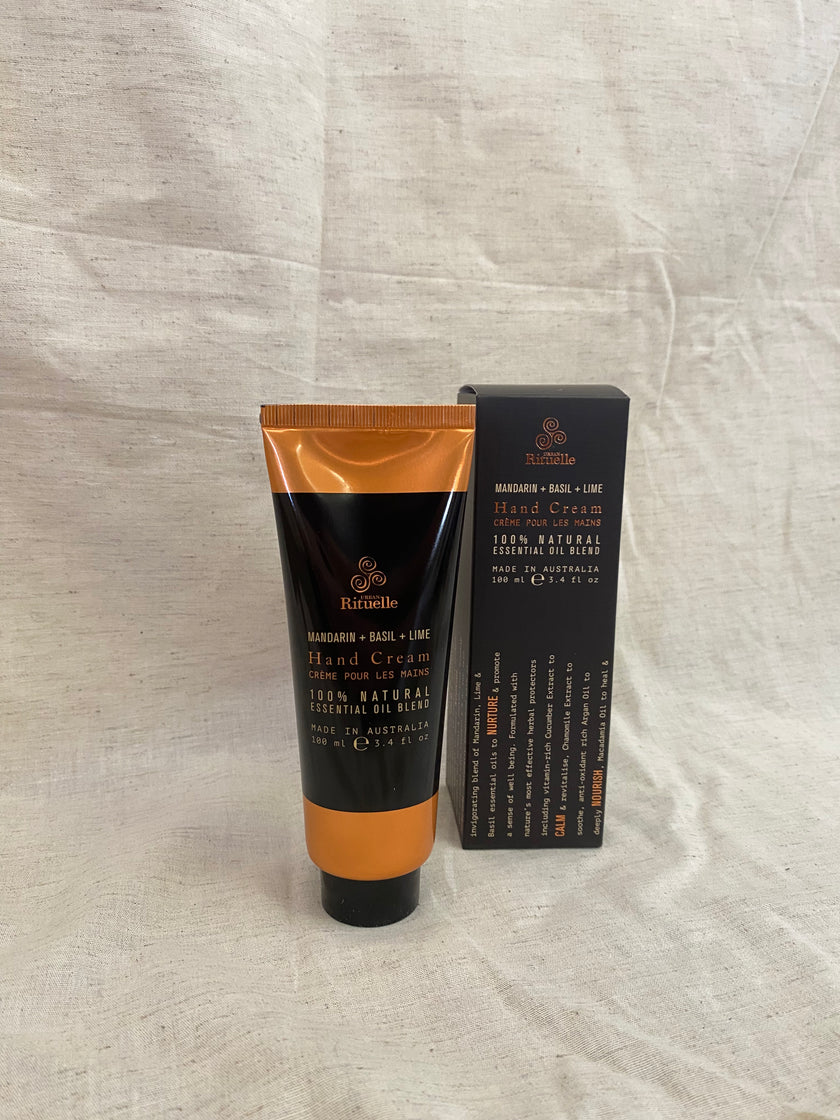 URBAN
Rituelle
MANDARIN + BASIL + LIME
Hand Cream
CRÈME POUR LES MAINS
100% NATURAL
ESSENTIAL OIL BLEND
MADE IN AUSTRALIA
100 ml e 3.4 fl oz
URBAN
Rituelle
MANDARIN + BASIL + LIME
Hand Cream
CRÈME POUR LES MAINS
100% NATURAL
ESSENTIAL OIL BLEND
MADE IN AUSTRALIA
100 ml e 3.4 fl oz
invigorating blend of Mandarin, Lime &
Basil essential oils to NURTURE & promote
a sense of well being. Formulated with
nature's most effective herbal protectors
including vitamin-rich Cucumber Extract to
CALM & revitalise, Chamomile Extract to
soothe, anti-oxidant rich Argan Oil to
deeply NOURISH, Macadamia Oil to heal &